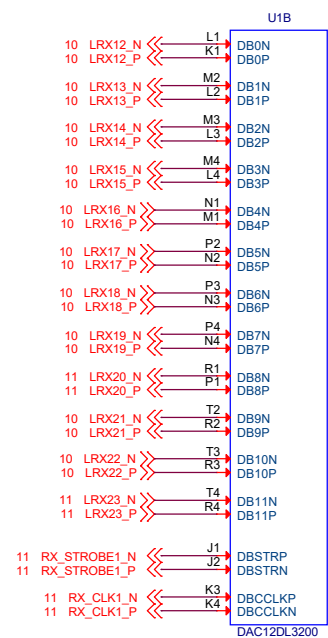 U1B
10 LRX12_N L1 DB0N
10 LRX12_P K1 DB0P
10 LRX13_N M2 DB1N
10 LRX13_P L2 DB1P
10 LRX14_N M3 DB2N
10 LRX14_P L3 DB2P
10 LRX15_N M4 DB3N
10 LRX15_P L4 DB3P
10 LRX16_N N1 DB4N
10 LRX16_P M1 DB4P
10 LRX17_N P2 DB5N
10 LRX17_P N2 DB5P
10 LRX18_N P3 DB6N
10 LRX18_P N3 DB6P
10 LRX19_N P4 DB7N
10 LRX19_P N4 DB7P
11 LRX20_N R1 DB8N
11 LRX20_P P1 DB8P
10 LRX21_N T2 DB9N
10 LRX21_P R2 DB9P
10 LRX22_N T3 DB10N
10 LRX22_P R3 DB10P
11 LRX23_N T4 DB11N
11 LRX23_P R4 DB11P
11 RX_STROBE1_N J1 DBSTRP
11 RX_STROBE1_P J2 DBSTRN
11 RX_CLK1_N K3 DBCCLKP
11 RX_CLK1_P K4 DBCCLKN
DAC12DL3200